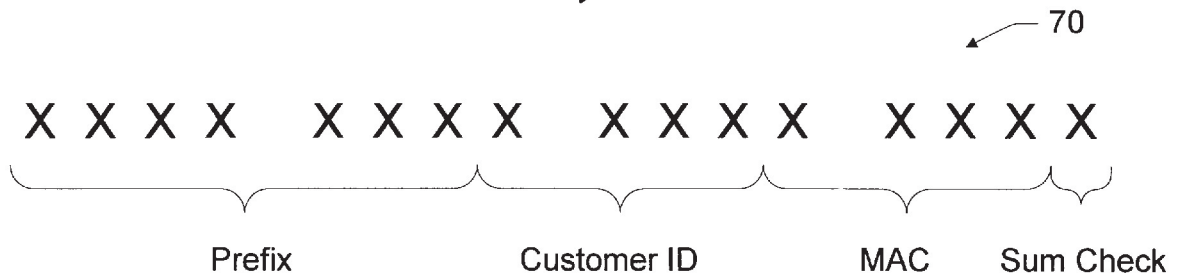 70
X X X X X X X X X X X X X X X X
Prefix Customer ID MAC Sum Check